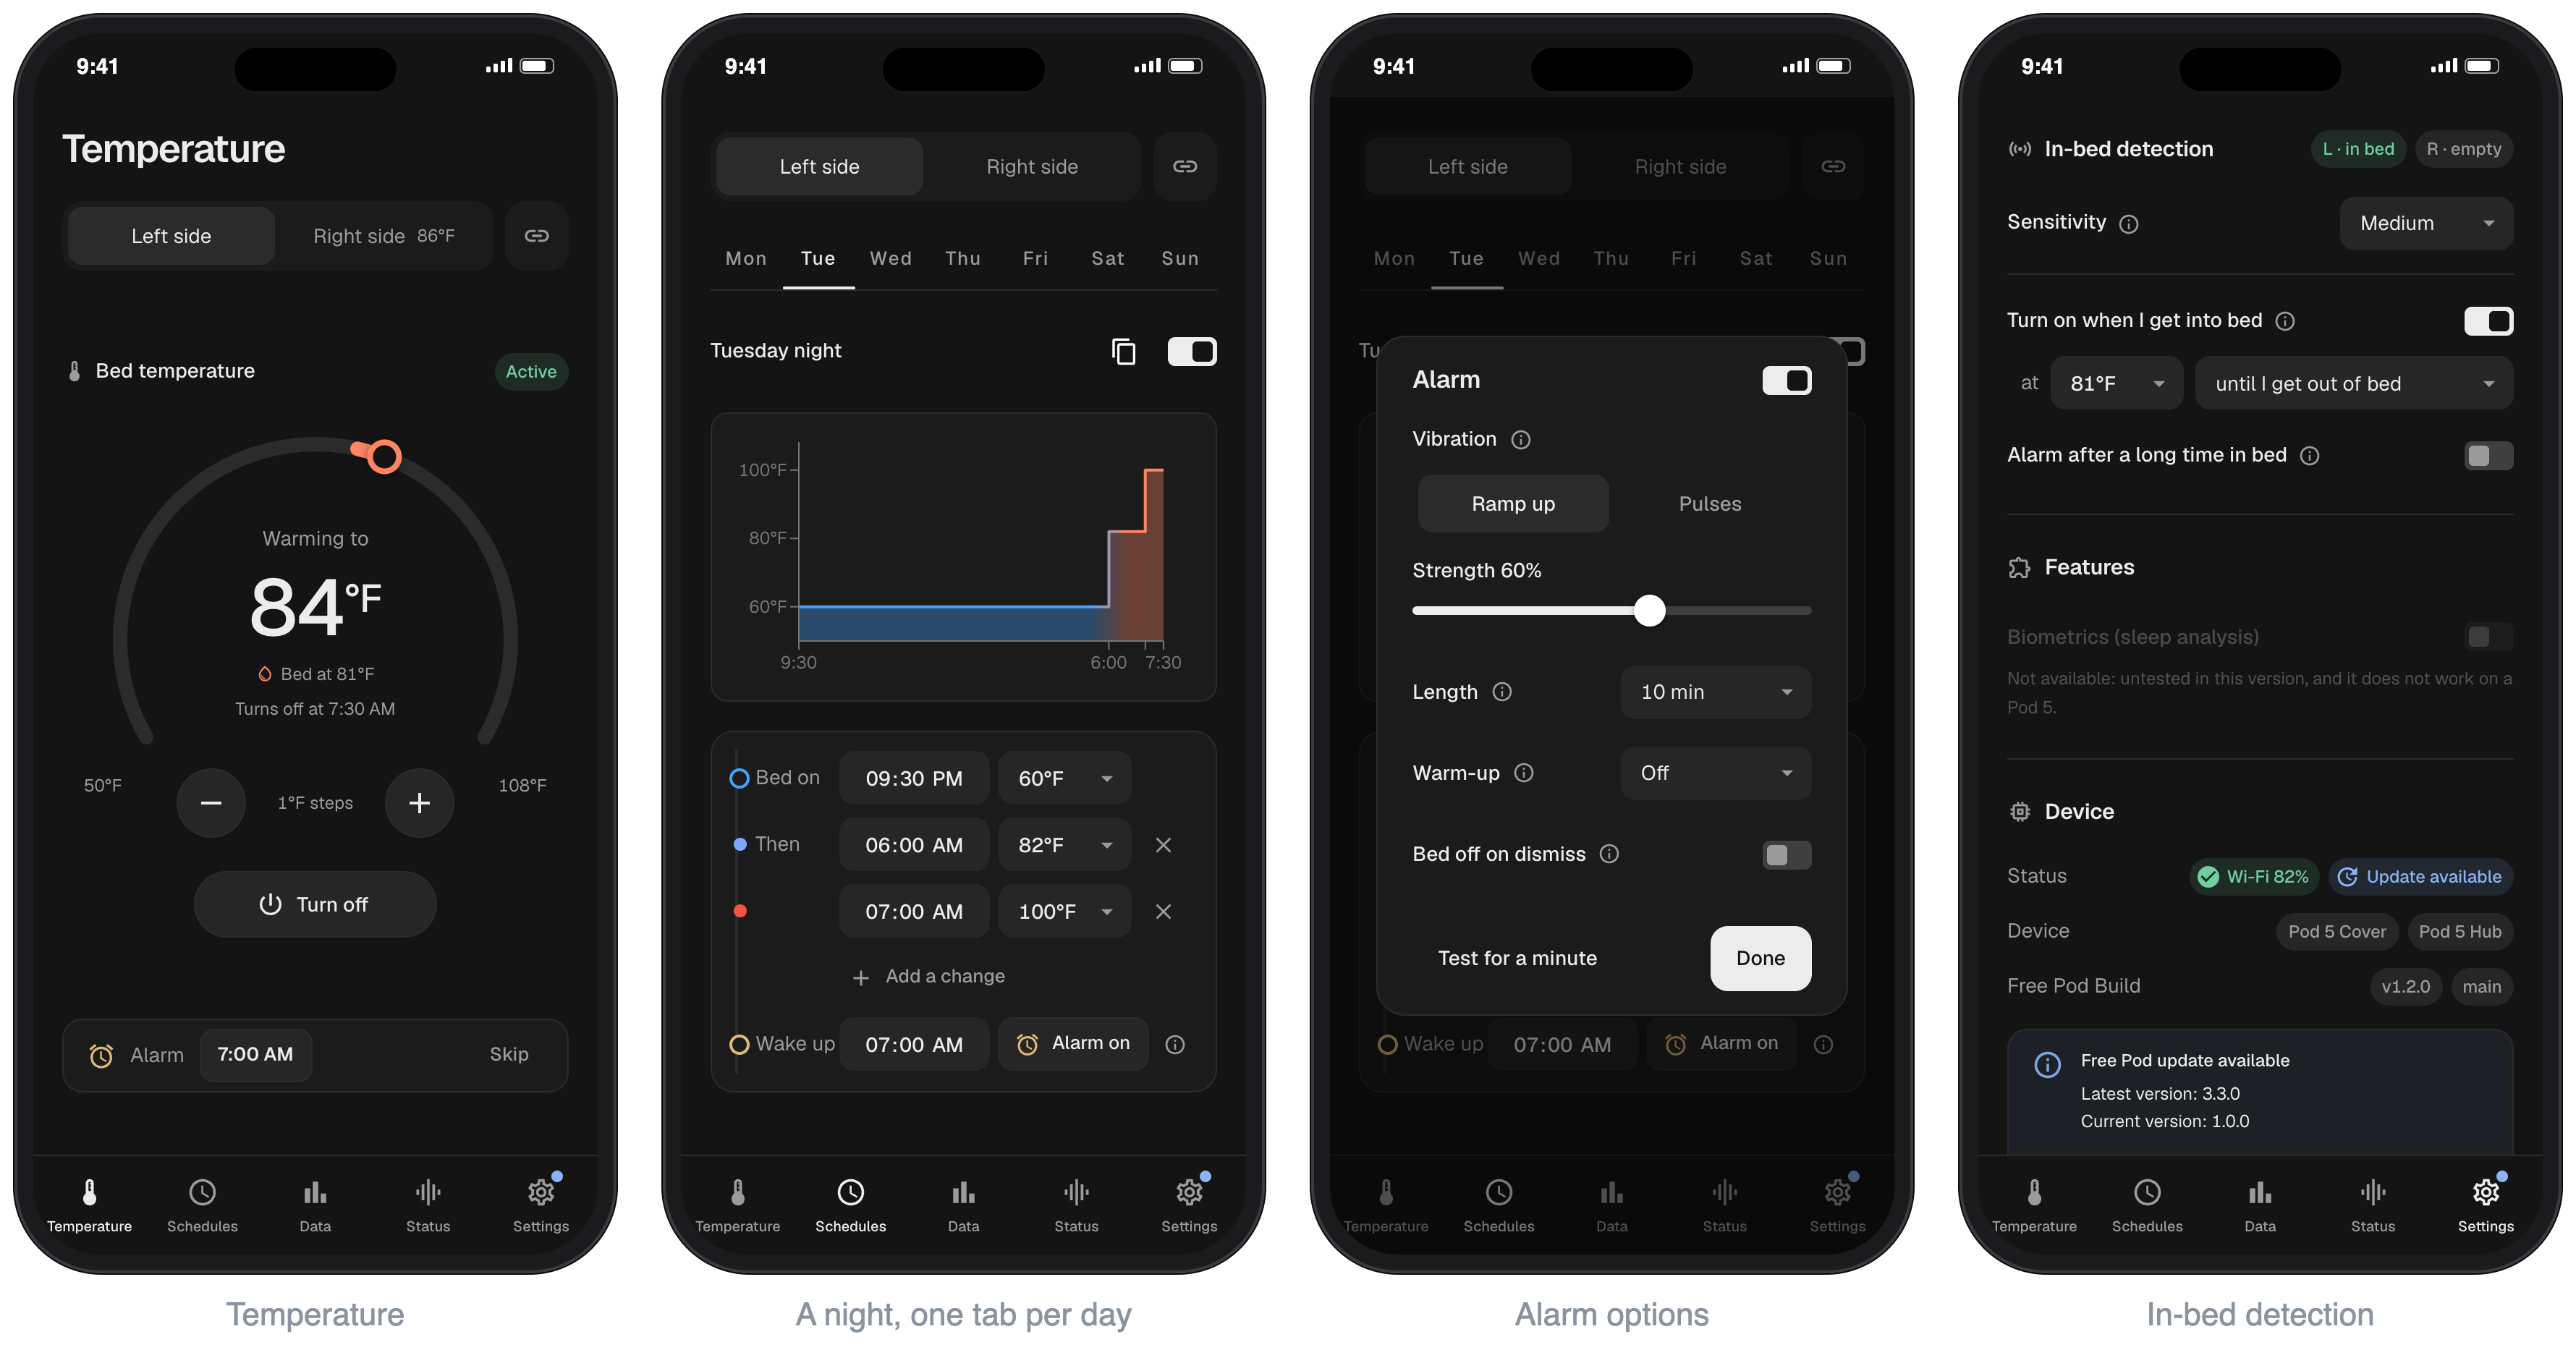 9:41
Temperature
Left side
Right side 86°F
Bed temperature
Active
Warming to
84°F
Bed at 81°F
Turns off at 7:30 AM
50°F
1°F steps
108°F
Turn off
Alarm 7:00 AM Skip
Temperature Schedules Data Status Settings
Temperature
9:41
Left side Right side
Mon Tue Wed Thu Fri Sat Sun
Tuesday night
100°F
80°F
60°F
9:30 6:00 7:30
Bed on 09:30 PM 60°F
Then 06:00 AM 82°F
07:00 AM 100°F
Add a change
Wake up 07:00 AM Alarm on
Temperature Schedules Data Status Settings
A night, one tab per day
9:41
Left side Right side
Mon Tue Wed Thu Fri Sat Sun
Tu
Alarm
Vibration
Ramp up Pulses
Strength 60%
Length 10 min
Warm-up Off
Bed off on dismiss
Test for a minute Done
Wake up 07:00 AM Alarm on
Temperature Schedules Data Status Settings
Alarm options
9:41
In-bed detection L · in bed R · empty
Sensitivity Medium
Turn on when I get into bed
at 81°F until I get out of bed
Alarm after a long time in bed
Features
Biometrics (sleep analysis)
Not available: untested in this version, and it does not work on a
Pod 5.
Device
Status Wi-Fi 82% Update available
Device Pod 5 Cover Pod 5 Hub
Free Pod Build v1.2.0 main
Free Pod update available
Latest version: 3.3.0
Current version: 1.0.0
Temperature Schedules Data Status Settings
In-bed detection